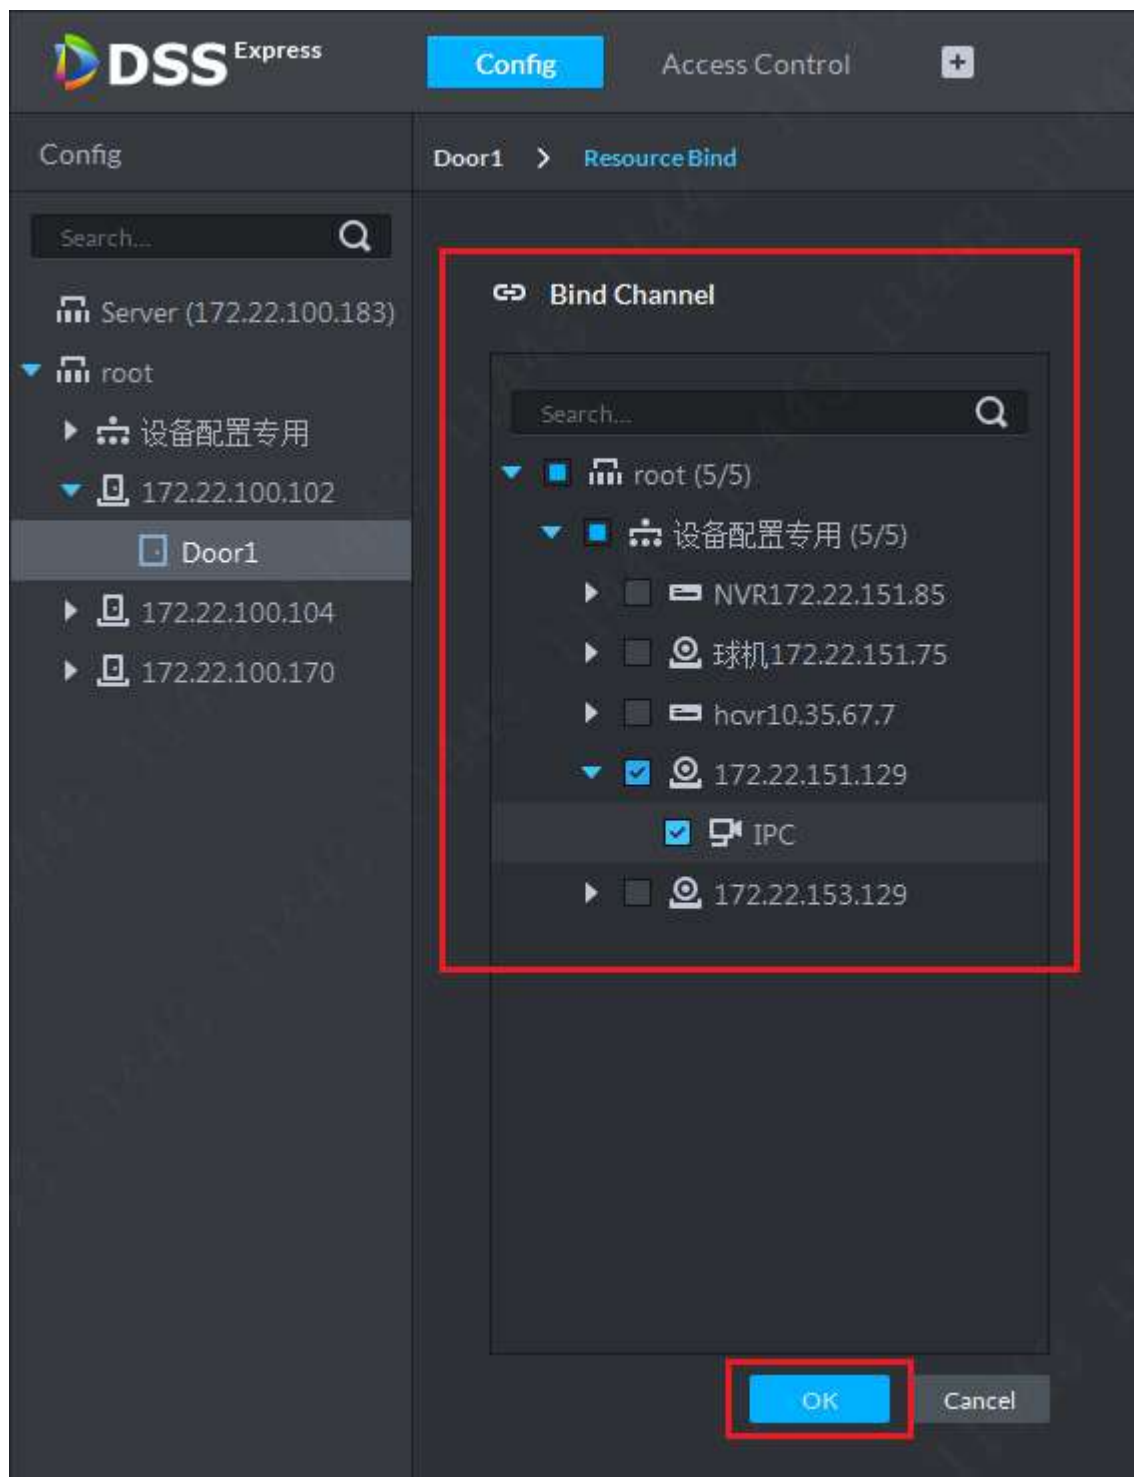 DSS Express
Config
Access Control
Config
Door1 > Resource Bind
Search...
Server (172.22.100.183)
root
设备配置专用
172.22.100.102
Door1
172.22.100.104
172.22.100.170
Bind Channel
Search...
root (5/5)
设备配置专用 (5/5)
NVR172.22.151.85
球机172.22.151.75
hcvr10.35.67.7
172.22.151.129
IPC
172.22.153.129
OK
Cancel